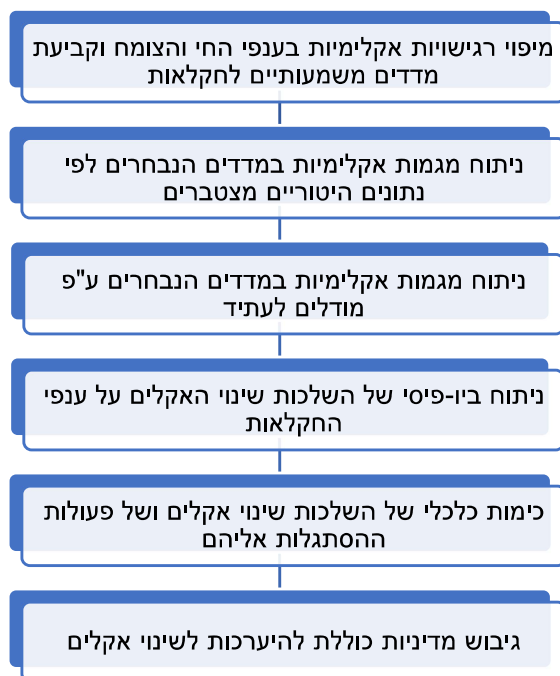 מיפוי רגישויות אקלימיות בענפי החי והצומח וקביעת
מדדים משמעותיים לחקלאות
ניתוח מגמות אקלימיות במדדים הנבחרים לפי
נתונים היטוריים מצטברים
ניתוח מגמות אקלימיות במדדים הנבחרים ע"פ
מודלים לעתיד
ניתוח ביו-פיסי של השלכות שינוי האקלים על ענפי
החקלאות
כימות כלכלי של השלכות שינוי אקלים ושל פעולות
ההסתגלות אליהם
גיבוש מדיניות כוללת להיערכות לשינוי אקלים